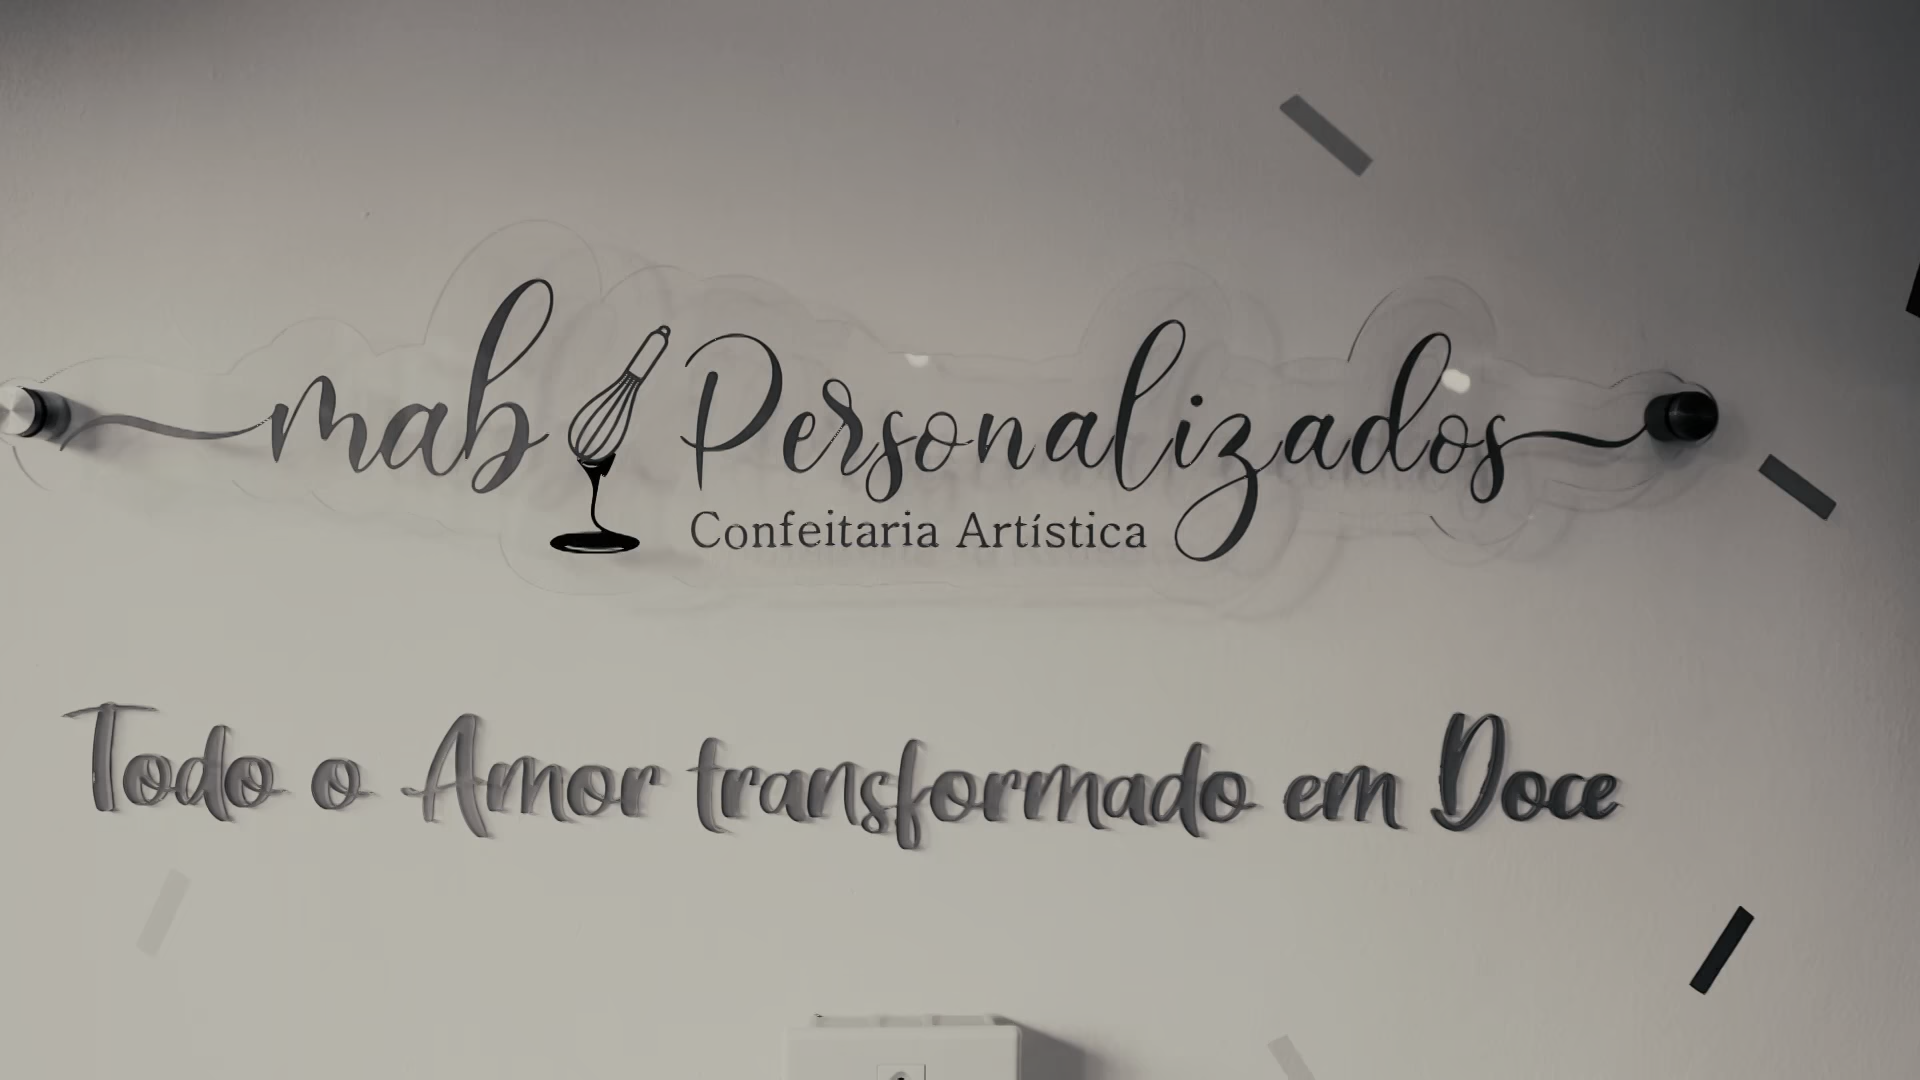 mab Personalizados
Confeitaria Artística
Todo o Amor transformado em Doce